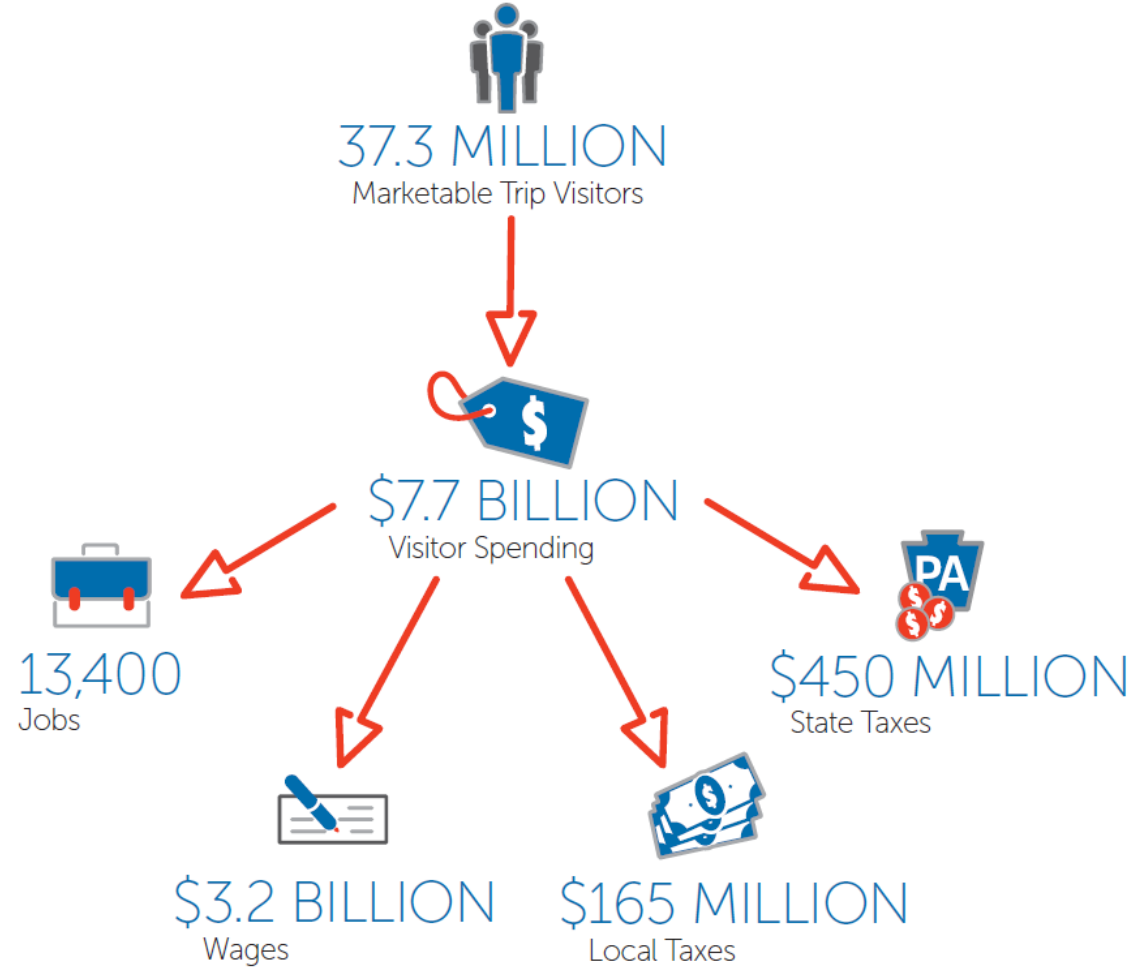 37.3 MILLION
Marketable Trip Visitors
$
$7.7 BILLION
Visitor Spending
PA
$ $ $
13,400
Jobs
$450 MILLION
State Taxes
$
$3.2 BILLION
Wages
$165 MILLION
Local Taxes